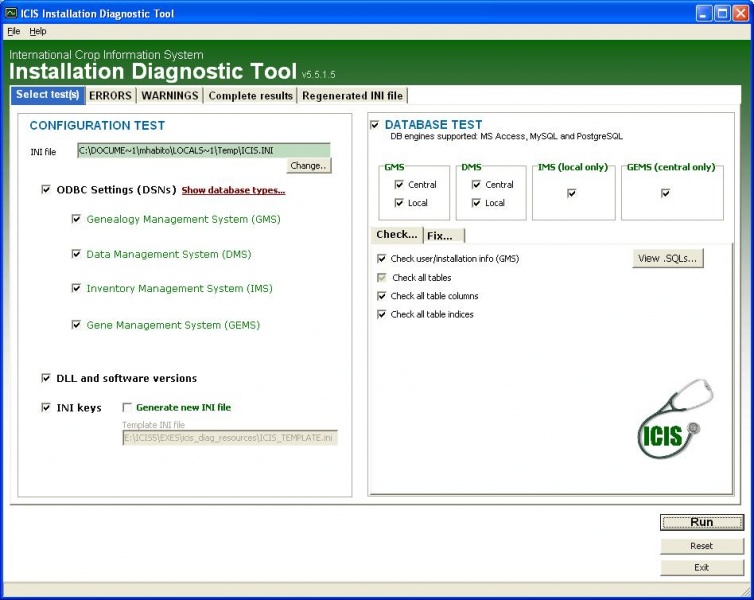 ICIS Installation Diagnostic Tool
File Help
International Crop Information System
Installation Diagnostic Tool v5.5.1.5
Select test(s) ERRORS WARNINGS Complete results Regenerated INI file
CONFIGURATION TEST
INI file C:\DOCUME~1\mhabito\LOCALS~1\Temp\ICIS.INI
Change..
ODBC Settings (DSNs) Show database types...
Genealogy Management System (GMS)
Data Management System (DMS)
Inventory Management System (IMS)
Gene Management System (GEMS)
DLL and software versions
INI keys Generate new INI file
Template INI file
E:\ICIS5\EXES\icis_diag_resources\ICIS_TEMPLATE.ini
DATABASE TEST
DB engines supported: MS Access, MySQL and PostgreSQL
GMS DMS IMS (local only) GEMS (central only)
Central Central
Local Local
Check... Fix...
Check user/installation info (GMS) View .SQLs...
Check all tables
Check all table columns
Check all table indices
ICIS
Run
Reset
Exit